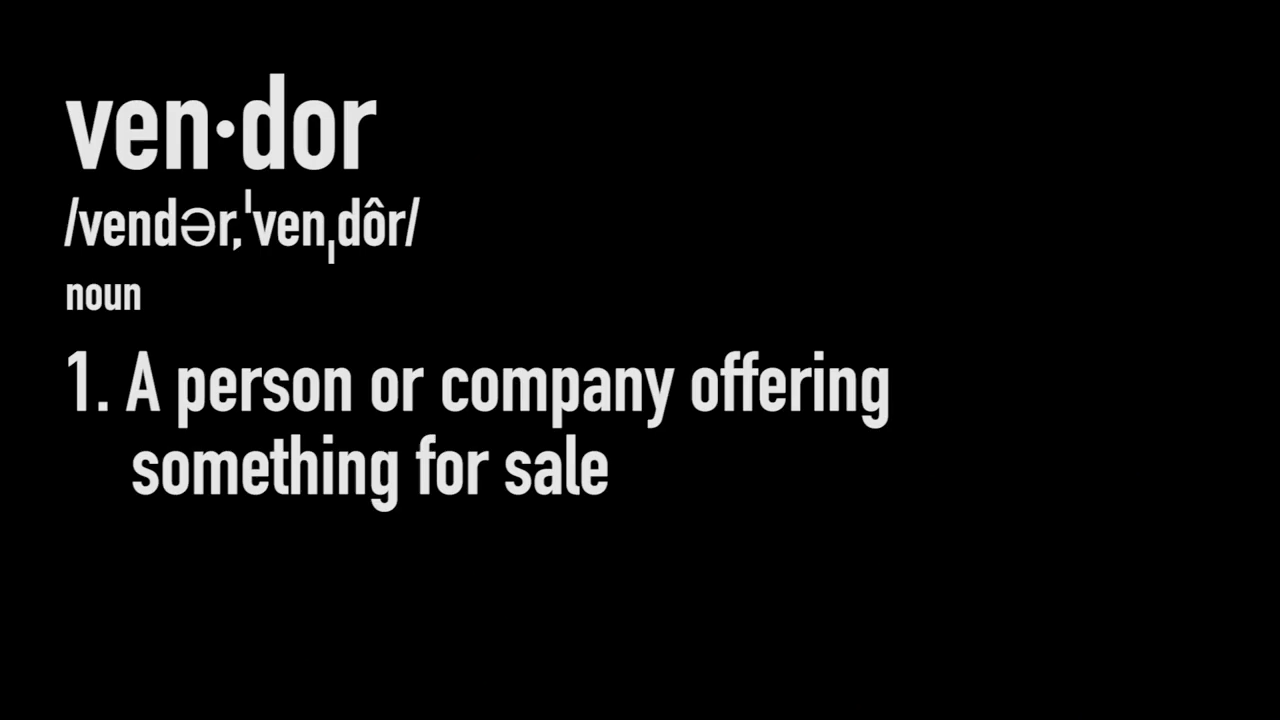 ven·dor
/vendər,ˈvenˌdôr/
noun
1. A person or company offering
something for sale